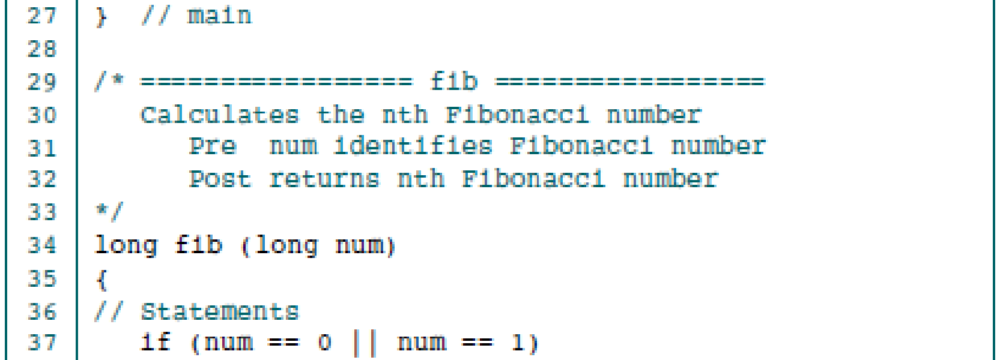 27 }  // main
28
29 /* ================= fib =================
30    Calculates the nth Fibonacci number
31       Pre  num identifies Fibonacci number
32       Post returns nth Fibonacci number
33 */
34 long fib (long num)
35 {
36 // Statements
37    if (num == 0 || num == 1)